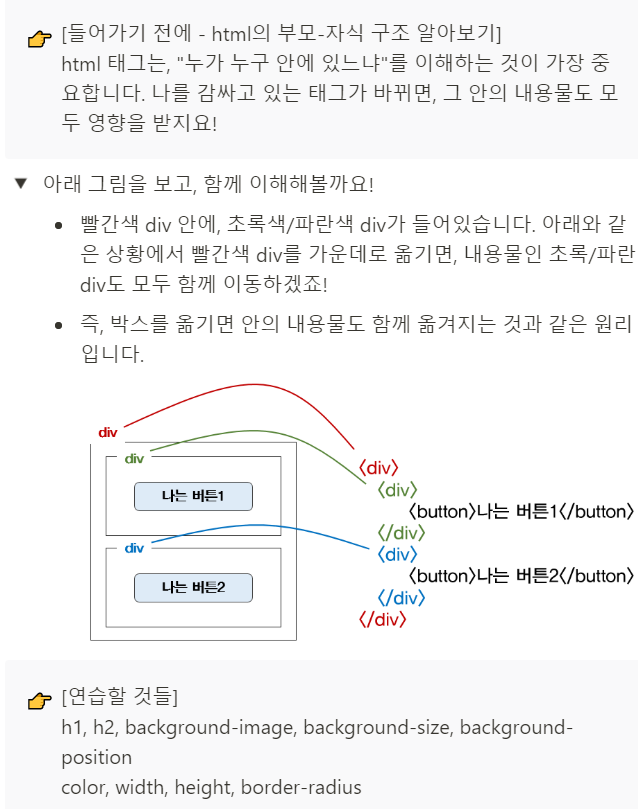 👉 [들어가기 전에 - html의 부모-자식 구조 알아보기]
html 태그는, "누가 누구 안에 있느냐"를 이해하는 것이 가장 중
요합니다. 나를 감싸고 있는 태그가 바뀌면, 그 안의 내용물도 모
두 영향을 받지요!
▼ 아래 그림을 보고, 함께 이해해볼까요!
• 빨간색 div 안에, 초록색/파란색 div가 들어있습니다. 아래와 같
은 상황에서 빨간색 div를 가운데로 옮기면, 내용물인 초록/파란
div도 모두 함께 이동하겠죠!
• 즉, 박스를 옮기면 안의 내용물도 함께 옮겨지는 것과 같은 원리
입니다.
div
div
나는 버튼1
div
나는 버튼2
〈div〉
〈div〉
〈button〉나는 버튼1〈/button〉
〈/div〉
〈div〉
〈button〉나는 버튼2〈/button〉
〈/div〉
〈/div〉
👉 [연습할 것들]
h1, h2, background-image, background-size, background-
position
color, width, height, border-radius